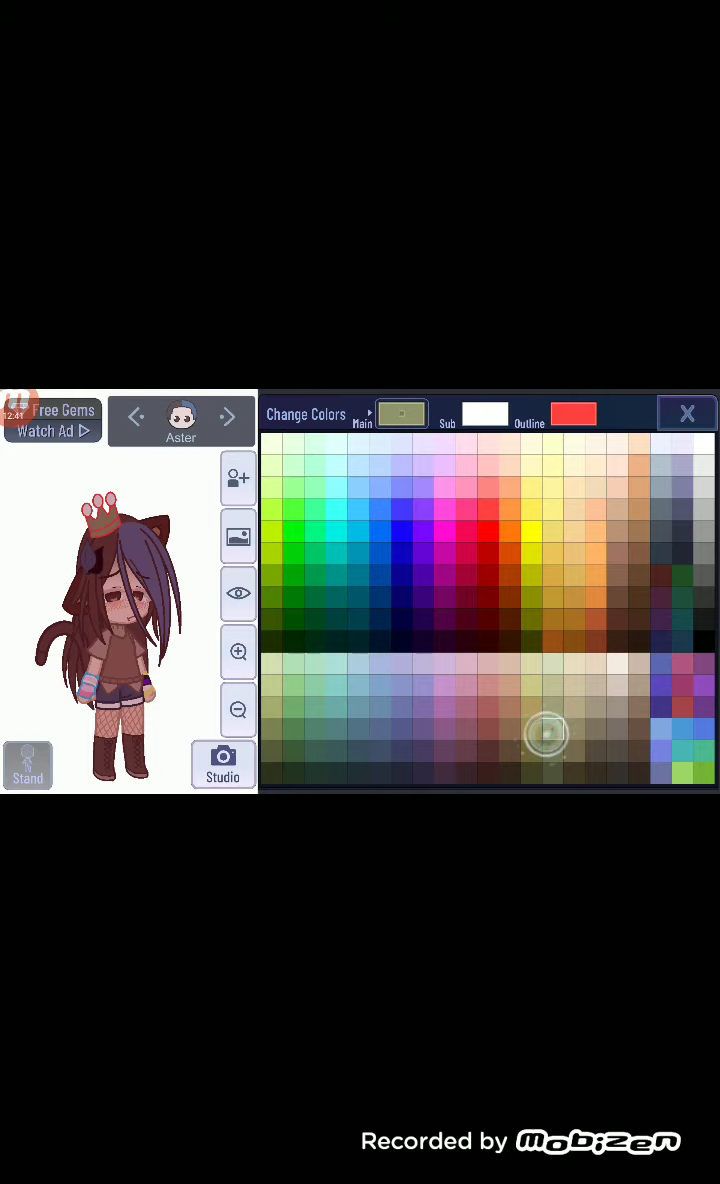 12:41
Free Gems
Watch Ad
Aster
Change Colors
Main
Sub
Outline
X
Stand
Studio
Recorded by mobizen